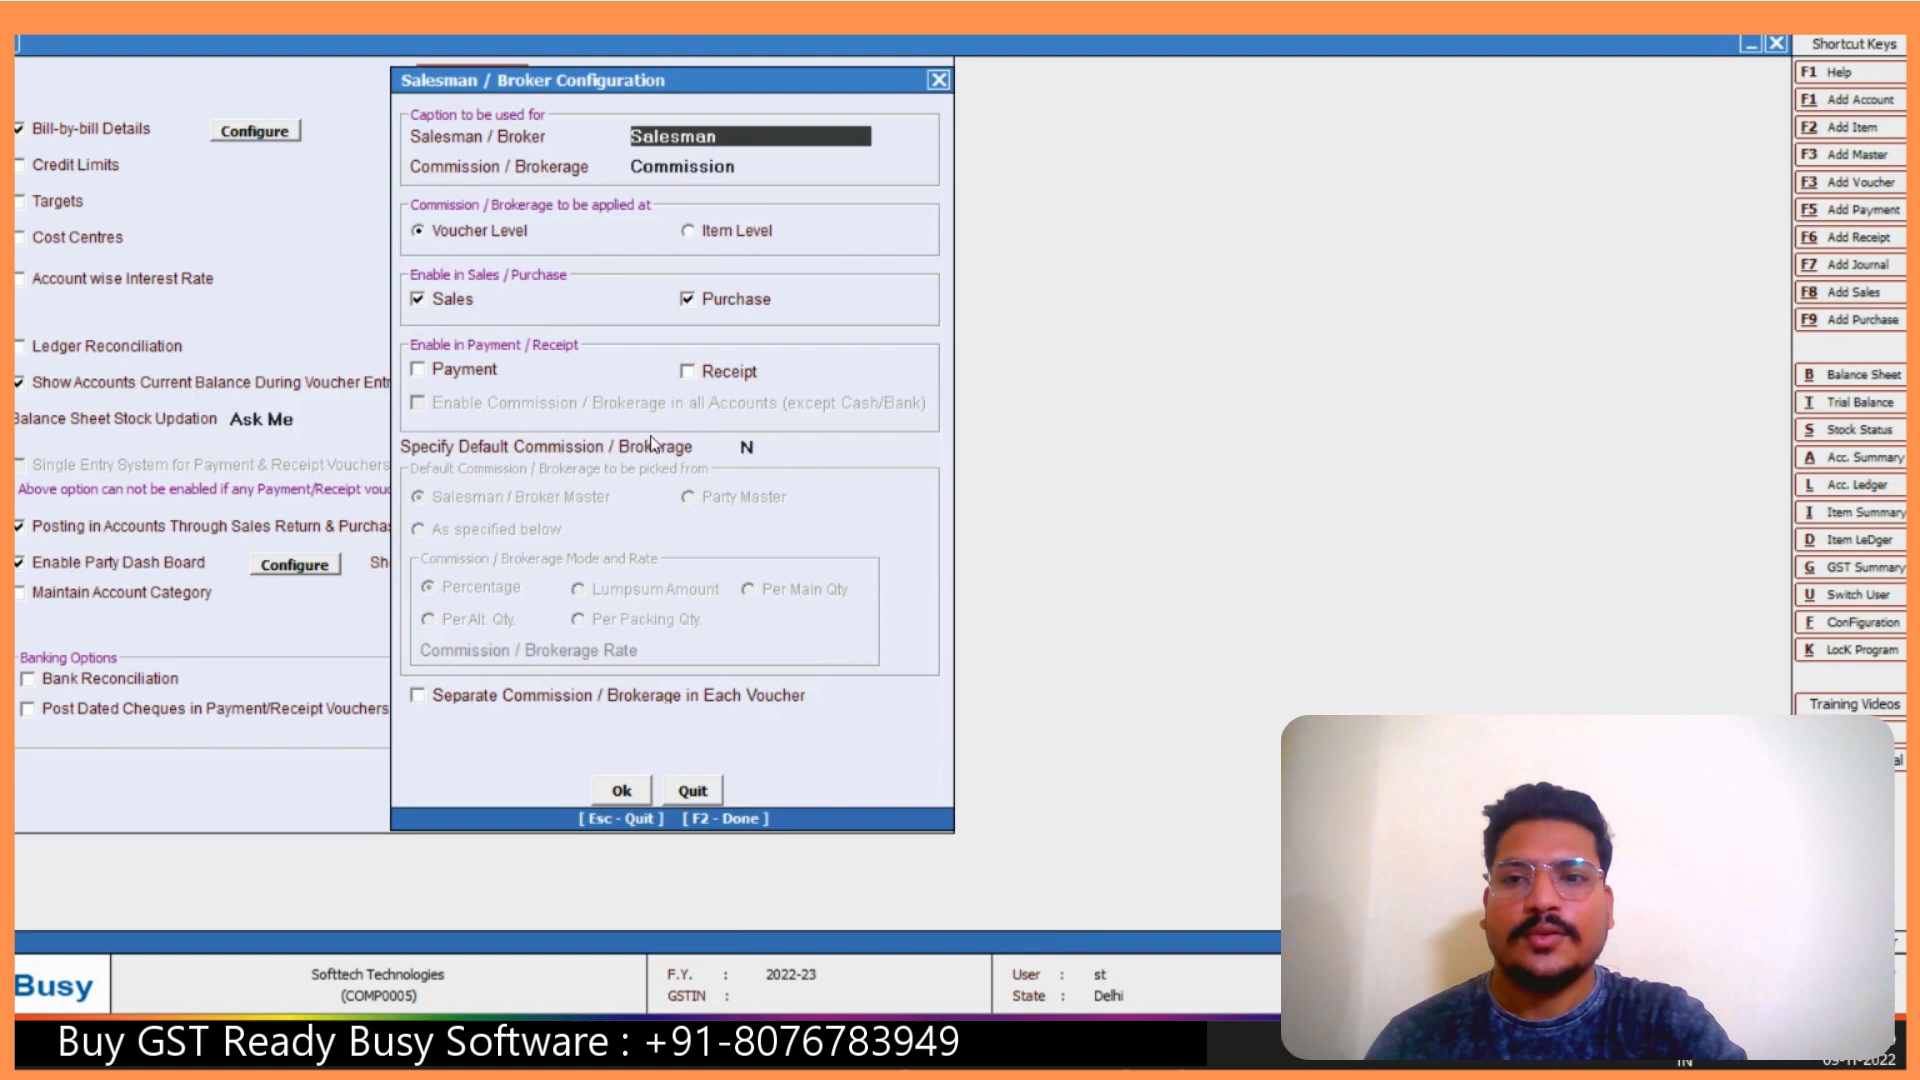 Shortcut Keys
Salesman / Broker Configuration
F1 Help
Caption to be used for
F1 Add Account
Bill-by-bill Details
Configure
Salesman / Broker
Salesman
F2 Add Item
Credit Limits
Commission / Brokerage
Commission
F3 Add Master
F3 Add Voucher
Targets
Commission / Brokerage to be applied at
F5 Add Payment
Cost Centres
Voucher Level
Item Level
F6 Add Receipt
F7 Add Journal
Account wise Interest Rate
Enable in Sales / Purchase
Sales
Purchase
F8 Add Sales
F9 Add Purchase
Ledger Reconciliation
Enable in Payment / Receipt
Payment
Receipt
B Balance Sheet
Show Accounts Current Balance During Voucher Entr
Enable Commission / Brokerage in all Accounts (except Cash/Bank)
T Trial Balance
Balance Sheet Stock Updation Ask Me
S Stock Status
Specify Default Commission / Brokerage N
A Acc. Summary
Single Entry System for Payment & Receipt Vouchers
Default Commission / Brokerage to be picked from
L Acc. Ledger
Above option can not be enabled if any Payment/Receipt vouc
Salesman / Broker Master
Party Master
I Item Summary
Posting in Accounts Through Sales Return & Purcha
As specified below
D Item LeDger
Enable Party Dash Board
Configure
Sh
Commission / Brokerage Mode and Rate
G GST Summary
Maintain Account Category
Percentage
Lumpsum Amount
Per Main Qty.
U Switch User
Per Alt. Qty.
Per Packing Qty.
F ConFiguration
Commission / Brokerage Rate
K LocK Program
Banking Options
Bank Reconciliation
Separate Commission / Brokerage in Each Voucher
Post Dated Cheques in Payment/Receipt Vouchers
Training Videos
al
Ok
Quit
[ Esc - Quit ] [ F2 - Done ]
Busy
Softtech Technologies
(COMP0005)
F.Y. : 2022-23
GSTIN :
User : st
State : Delhi
Buy GST Ready Busy Software : +91-8076783949
IN